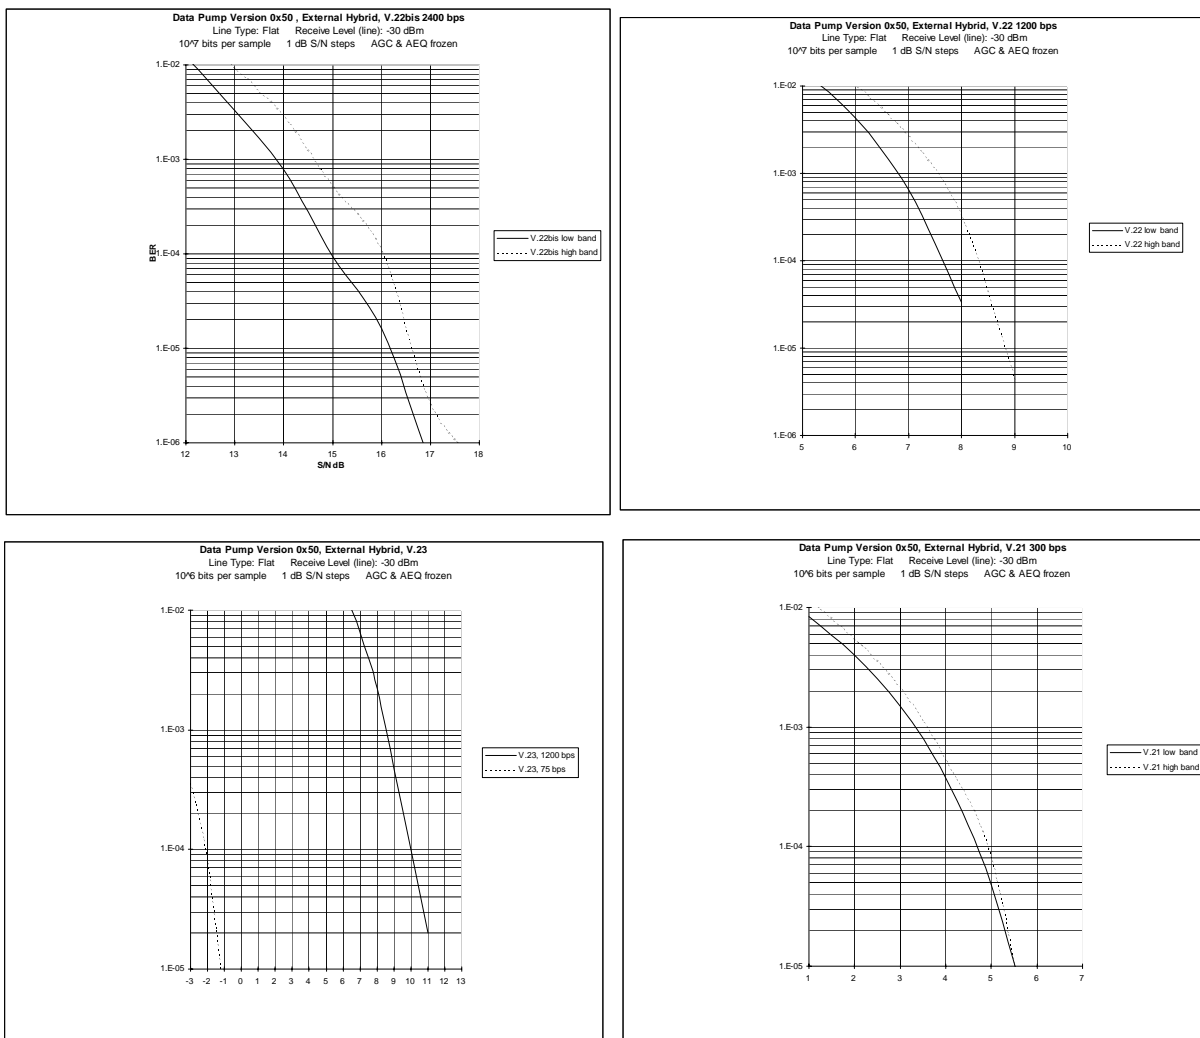 Data Pump Version 0x50 , External Hybrid, V.22bis 2400 bps
Line Type: Flat Receive Level (line): -30 dBm
10^7 bits per sample 1 dB S/N steps AGC & AEQ frozen
1.E-02
1.E-03
1.E-04
1.E-05
1.E-06
BER
12 13 14 15 16 17 18
S/N dB
V.22bis low band
V.22bis high band
Data Pump Version 0x50, External Hybrid, V.22 1200 bps
Line Type: Flat Receive Level (line): -30 dBm
10^7 bits per sample 1 dB S/N steps AGC & AEQ frozen
1.E-02
1.E-03
1.E-04
1.E-05
1.E-06
5 6 7 8 9 10
V.22 low band
V.22 high band
Data Pump Version 0x50, External Hybrid, V.23
Line Type: Flat Receive Level (line): -30 dBm
10^6 bits per sample 1 dB S/N steps AGC & AEQ frozen
1.E-02
1.E-03
1.E-04
1.E-05
-3 -2 -1 0 1 2 3 4 5 6 7 8 9 10 11 12 13
V.23, 1200 bps
V.23, 75 bps
Data Pump Version 0x50, External Hybrid, V.21 300 bps
Line Type: Flat Receive Level (line): -30 dBm
10^6 bits per sample 1 dB S/N steps AGC & AEQ frozen
1.E-02
1.E-03
1.E-04
1.E-05
1 2 3 4 5 6 7
V.21 low band
V.21 high band